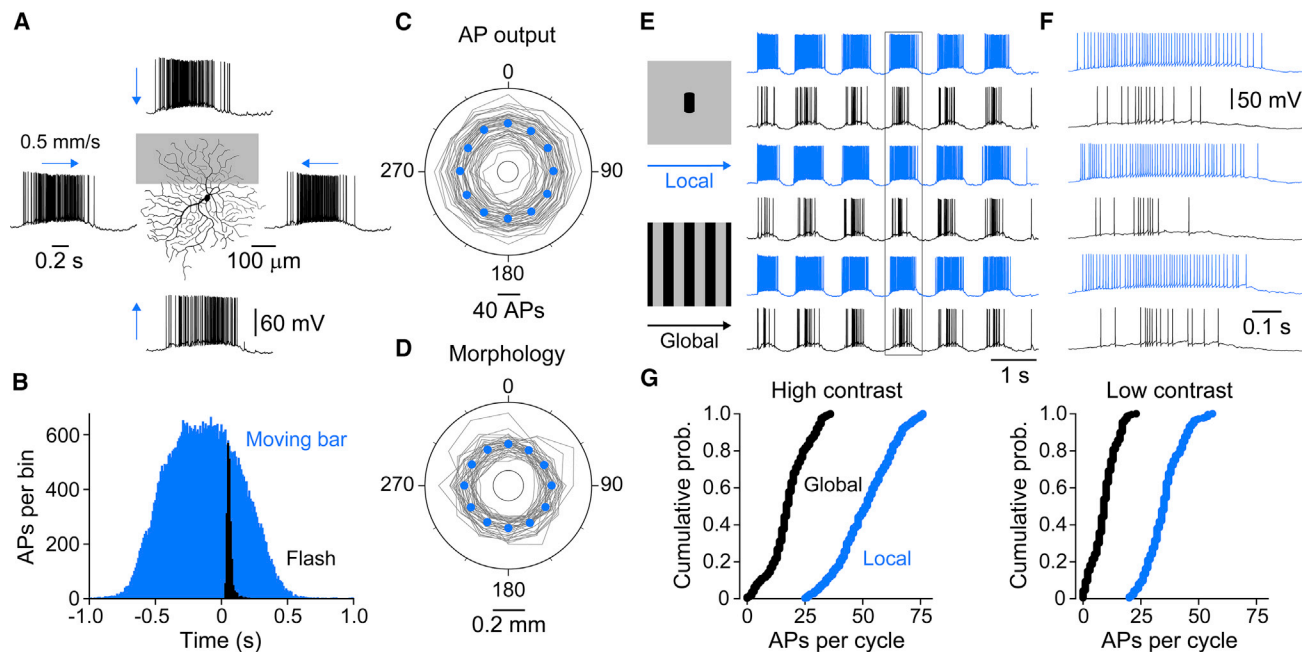 A
0.5 mm/s
0.2 s
100 μm
60 mV
B
600
400
200
0
APs per bin
Moving bar
Flash
-1.0
-0.5
0
0.5
1.0
Time (s)
C
AP output
0
270
90
180
40 APs
D
Morphology
0
270
90
180
0.2 mm
E
Local
Global
1 s
F
50 mV
0.1 s
G
High contrast
1.0
0.8
0.6
0.4
0.2
0
Cumulative prob.
Global
Local
0
25
50
75
APs per cycle
Low contrast
1.0
0.8
0.6
0.4
0.2
0
Cumulative prob.
0
25
50
75
APs per cycle